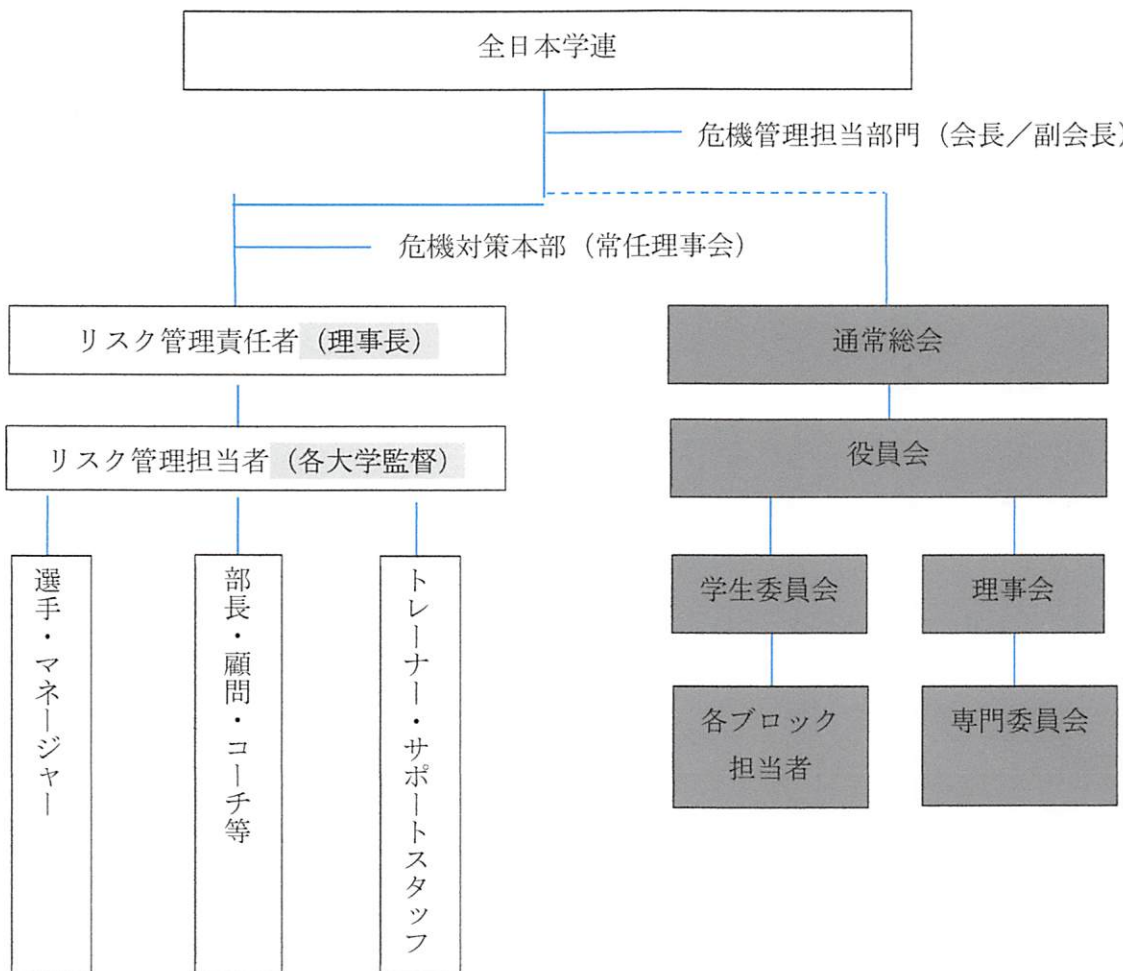 全日本学連
危機管理担当部門（会長／副会長）
危機対策本部（常任理事会）
リスク管理責任者（理事長）
通常総会
リスク管理担当者（各大学監督）
役員会
選手・マネージャー
部長・顧問・コーチ等
トレーナー・サポートスタッフ
学生委員会
理事会
各ブロック
担当者
専門委員会